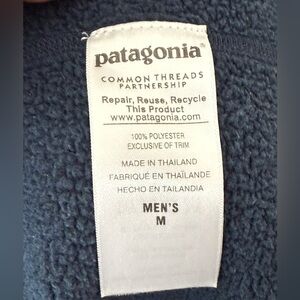 patagonia®
COMMON THREADS
PARTNERSHIP
Repair, Reuse, Recycle
This Product
www.patagonia.com
100% POLYESTER
EXCLUSIVE OF TRIM
MADE IN THAILAND
FABRIQUÉ EN THAÏLANDE
HECHO EN TAILANDIA
MEN'S
M